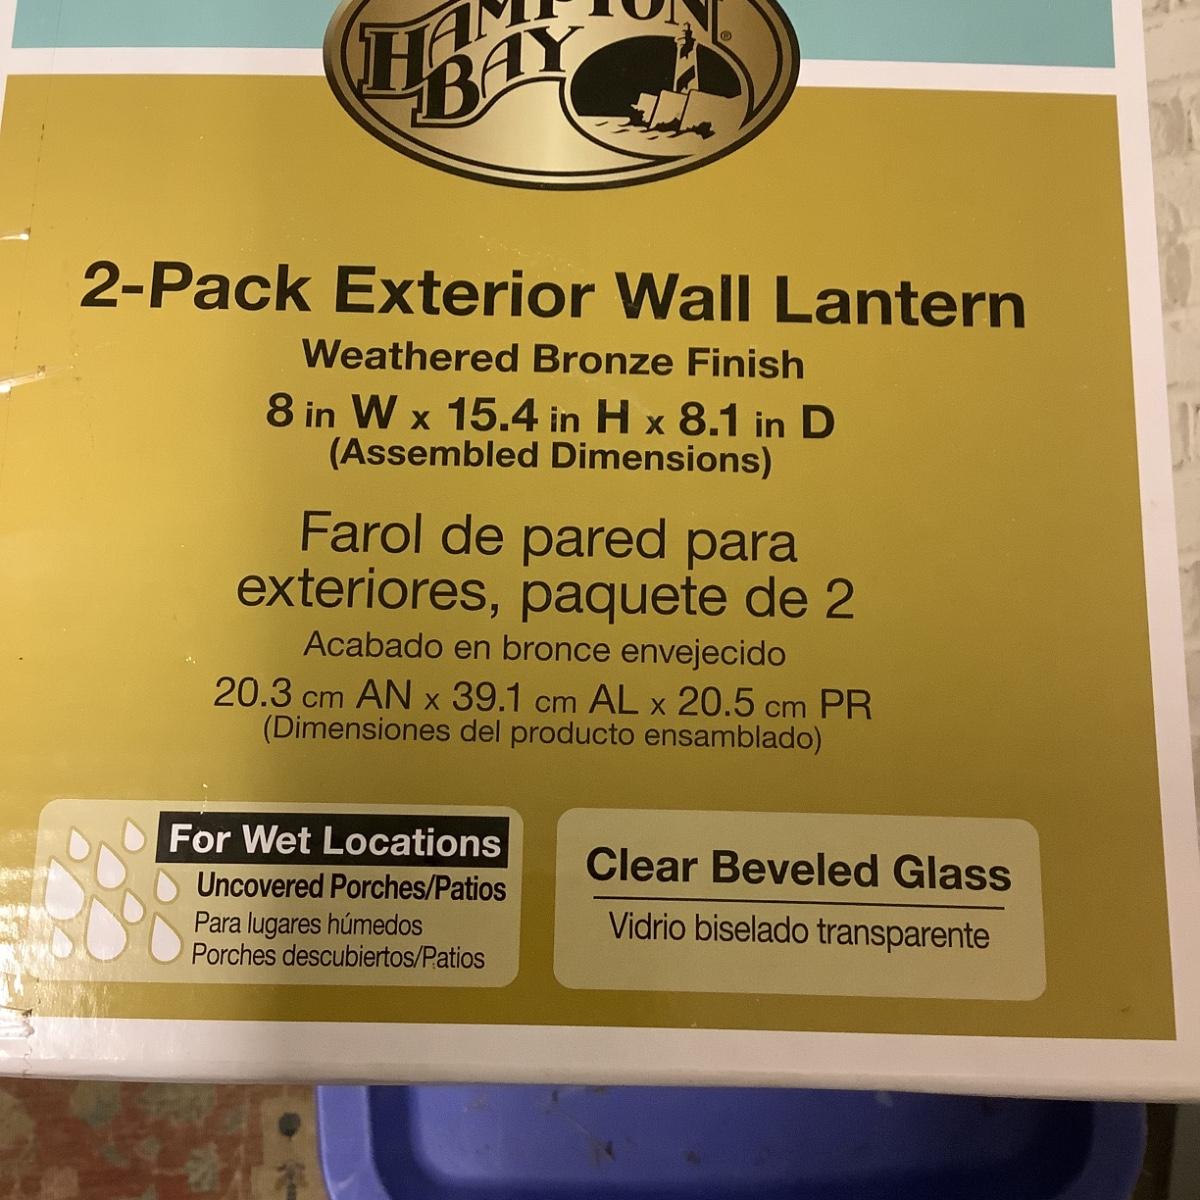 HAMPTON
BAY ®
2-Pack Exterior Wall Lantern
Weathered Bronze Finish
8 in W x 15.4 in H x 8.1 in D
(Assembled Dimensions)
Farol de pared para
exteriores, paquete de 2
Acabado en bronce envejecido
20.3 cm AN x 39.1 cm AL x 20.5 cm PR
(Dimensiones del producto ensamblado)
For Wet Locations
Uncovered Porches/Patios
Para lugares húmedos
Porches descubiertos/Patios
Clear Beveled Glass
Vidrio biselado transparente